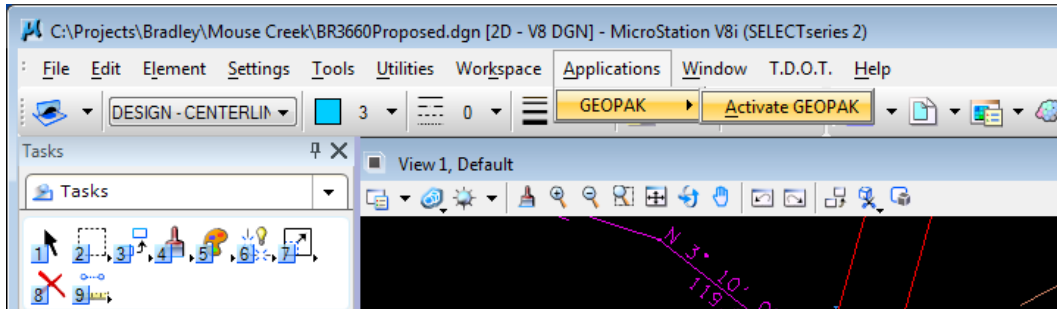 C:\Projects\Bradley\Mouse Creek\BR3660Proposed.dgn [2D - V8 DGN] - MicroStation V8i (SELECTseries 2)
File Edit Element Settings Tools Utilities Workspace Applications Window T.D.O.T. Help
DESIGN - CENTERLIN 3 0 GEOPAK Activate GEOPAK
Tasks
View 1, Default
Tasks
1 2 3 4 5 6 7
8 9
N 3° 10'
119